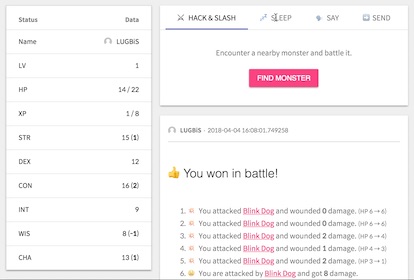 Status Data
Name LUGBiS
LV 1
HP 14 / 22
XP 1 / 8
STR 15 (1)
DEX 12
CON 16 (2)
INT 9
WIS 8 (-1)
CHA 13 (1)
HACK & SLASH SLEEP SAY SEND
Encounter a nearby monster and battle it.
FIND MONSTER
LUGBiS - 2018-04-04 16:08:01.749258
You won in battle!
1. You attacked Blink Dog and wounded 0 damage. (HP 6 → 6)
2. You attacked Blink Dog and wounded 2 damage. (HP 6 → 4)
3. You attacked Blink Dog and wounded 0 damage. (HP 4 → 4)
4. You attacked Blink Dog and wounded 1 damage. (HP 4 → 3)
5. You attacked Blink Dog and wounded 2 damage. (HP 3 → 1)
6. You are attacked by Blink Dog and got 8 damage.